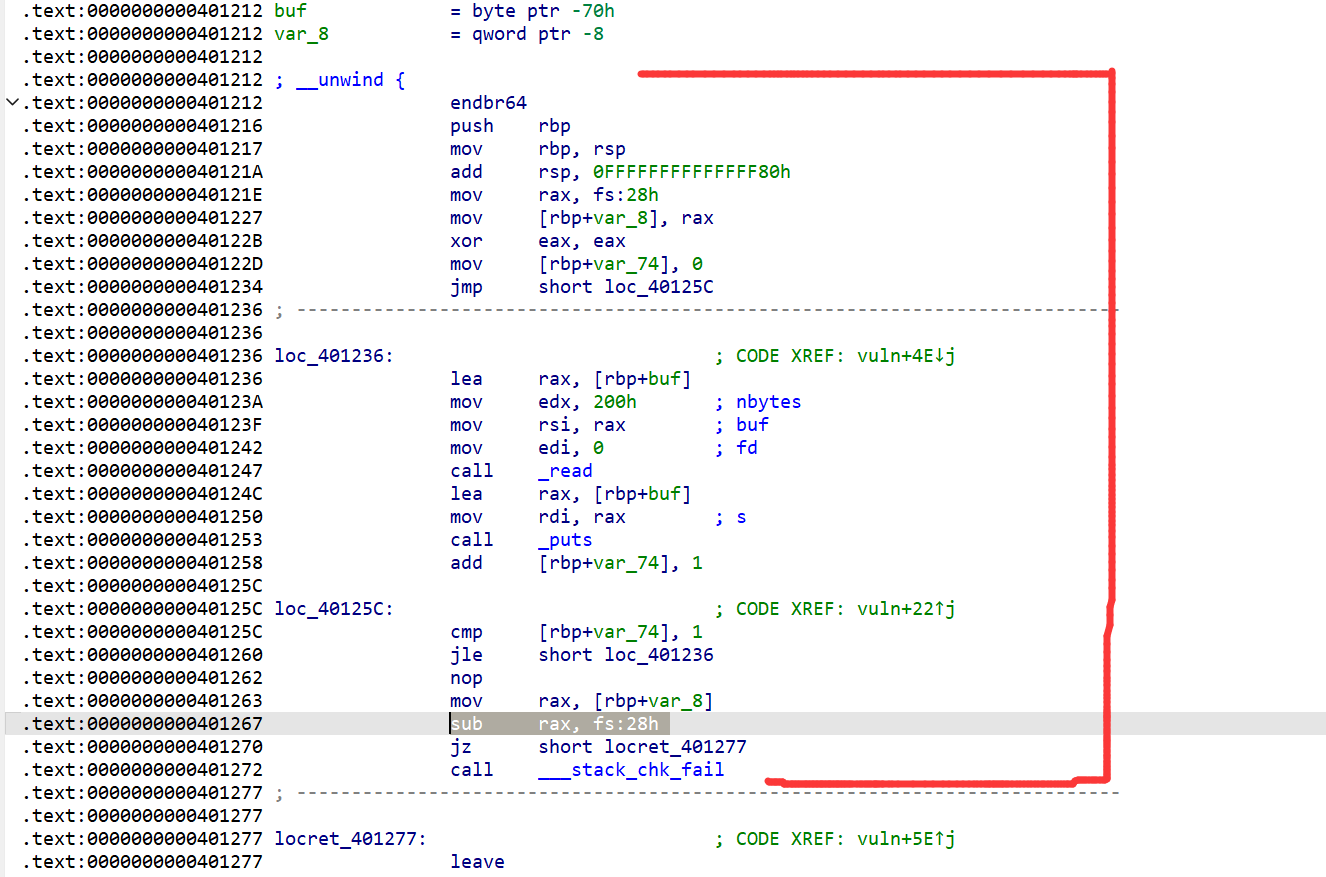 .text:0000000000401212 buf = byte ptr -70h
.text:0000000000401212 var_8 = qword ptr -8
.text:0000000000401212
.text:0000000000401212 ; __unwind {
.text:0000000000401212 endbr64
.text:0000000000401216 push rbp
.text:0000000000401217 mov rbp, rsp
.text:000000000040121A add rsp, 0FFFFFFFFFFFFFF80h
.text:000000000040121E mov rax, fs:28h
.text:0000000000401227 mov [rbp+var_8], rax
.text:000000000040122B xor eax, eax
.text:000000000040122D mov [rbp+var_74], 0
.text:0000000000401234 jmp short loc_40125C
.text:0000000000401236 ; ---------------------------------------------------------------------------
.text:0000000000401236
.text:0000000000401236 loc_401236: ; CODE XREF: vuln+4E↓j
.text:0000000000401236 lea rax, [rbp+buf]
.text:000000000040123A mov edx, 200h ; nbytes
.text:000000000040123F mov rsi, rax ; buf
.text:0000000000401242 mov edi, 0 ; fd
.text:0000000000401247 call _read
.text:000000000040124C lea rax, [rbp+buf]
.text:0000000000401250 mov rdi, rax ; s
.text:0000000000401253 call _puts
.text:0000000000401258 add [rbp+var_74], 1
.text:000000000040125C
.text:000000000040125C loc_40125C: ; CODE XREF: vuln+22↑j
.text:000000000040125C cmp [rbp+var_74], 1
.text:0000000000401260 jle short loc_401236
.text:0000000000401262 nop
.text:0000000000401263 mov rax, [rbp+var_8]
.text:0000000000401267 sub rax, fs:28h
.text:0000000000401270 jz short locret_401277
.text:0000000000401272 call ___stack_chk_fail
.text:0000000000401277 ; ---------------------------------------------------------------------------
.text:0000000000401277
.text:0000000000401277 locret_401277: ; CODE XREF: vuln+5E↑j
.text:0000000000401277 leave